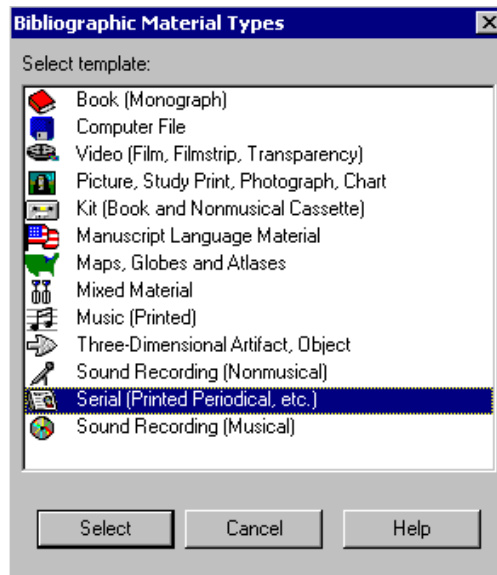 Bibliographic Material Types
Select template:
Book (Monograph)
Computer File
Video (Film, Filmstrip, Transparency)
Picture, Study Print, Photograph, Chart
Kit (Book and Nonmusical Cassette)
Manuscript Language Material
Maps, Globes and Atlases
Mixed Material
Music (Printed)
Three-Dimensional Artifact, Object
Sound Recording (Nonmusical)
Serial (Printed Periodical, etc.)
Sound Recording (Musical)
Select Cancel Help